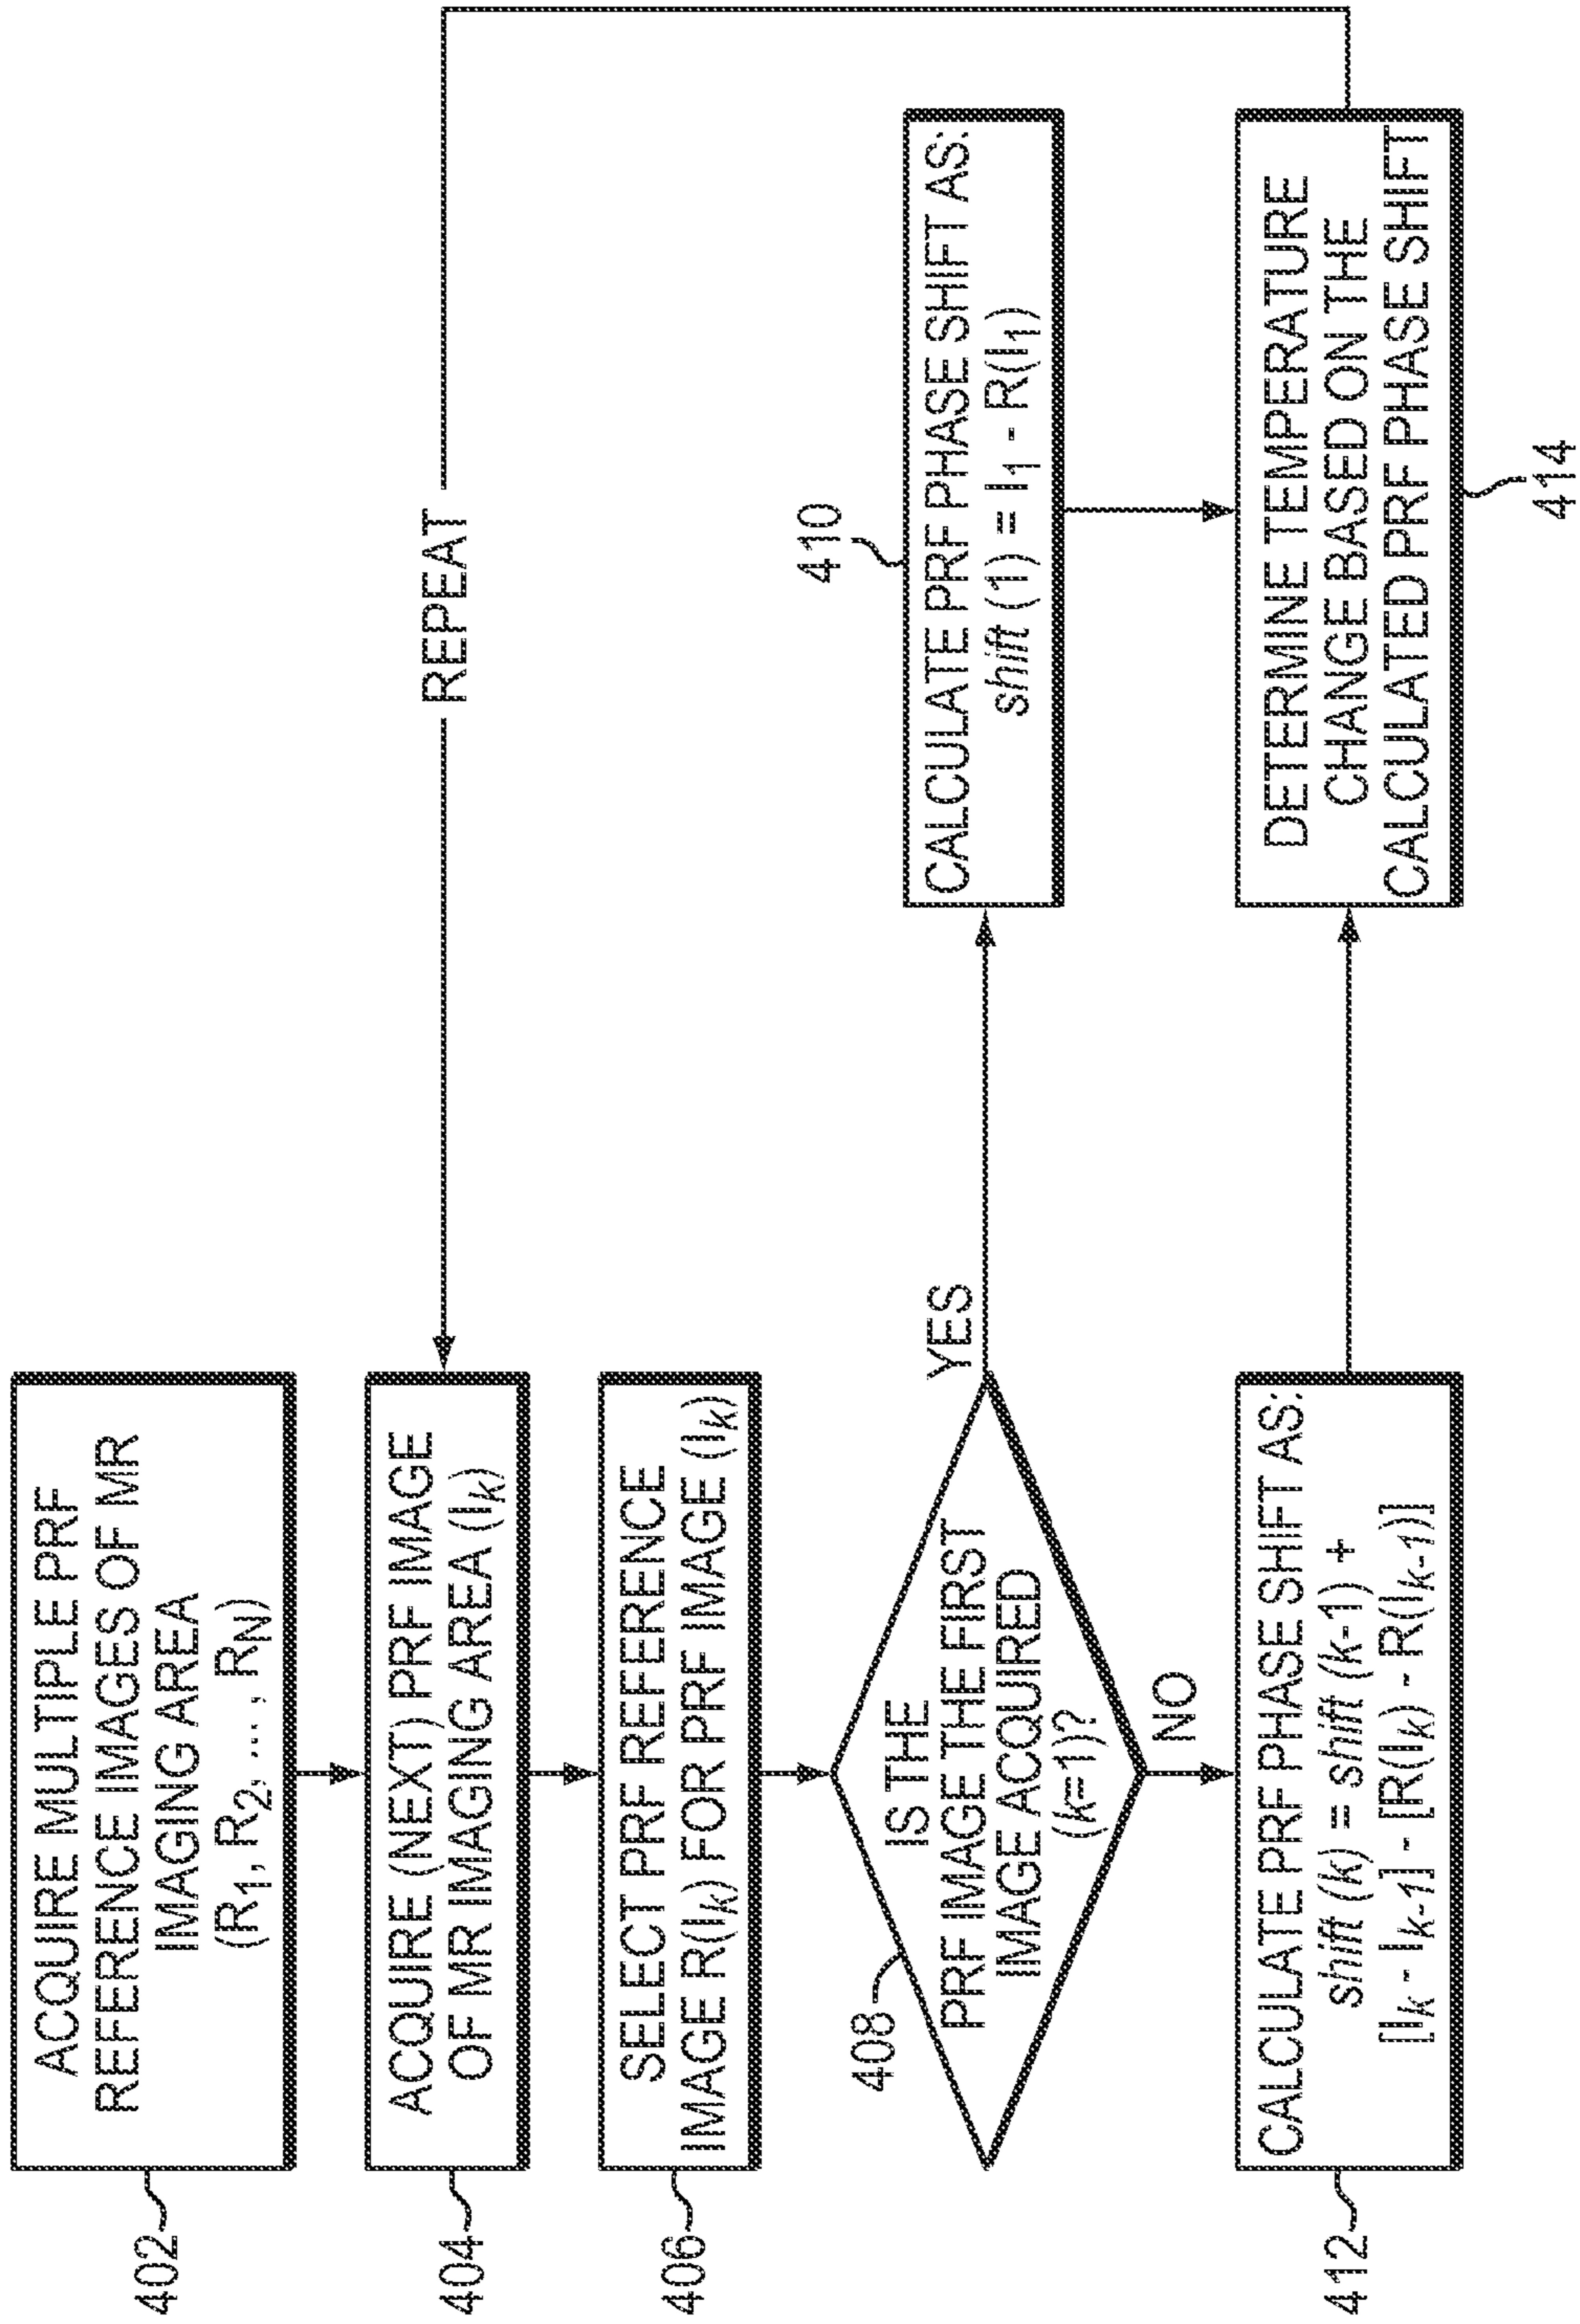 402
ACQUIRE MULTIPLE PRF
REFERENCE IMAGES OF MR
IMAGING AREA
(R1, R2, ... , RN)
404
ACQUIRE (NEXT) PRF IMAGE
OF MR IMAGING AREA (Ik)
REPEAT
406
SELECT PRF REFERENCE
IMAGE R(Ik) FOR PRF IMAGE (Ik)
408
IS THE
PRF IMAGE THE FIRST
IMAGE ACQUIRED
(k=1)?
YES
NO
410
CALCULATE PRF PHASE SHIFT AS:
shift (1) = I1 - R(I1)
412
CALCULATE PRF PHASE SHIFT AS:
shift (k) = shift (k-1) +
[Ik - Ik-1] - [R(Ik) - R(Ik-1)]
DETERMINE TEMPERATURE
CHANGE BASED ON THE
CALCULATED PRF PHASE SHIFT
414